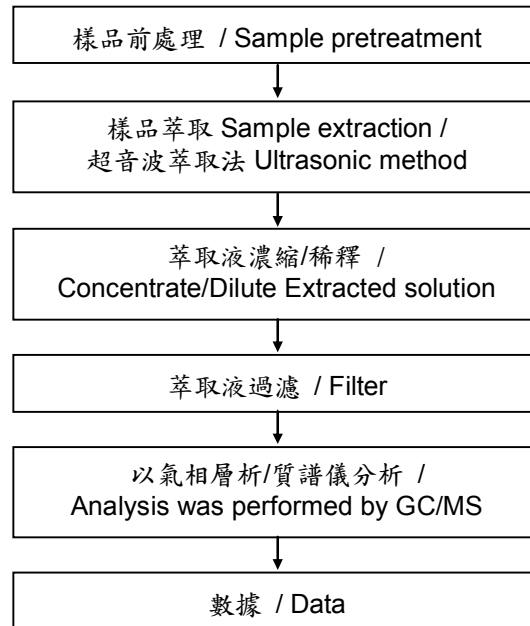 樣品前處理 / Sample pretreatment
樣品萃取 Sample extraction /
超音波萃取法 Ultrasonic method
萃取液濃縮/稀釋 /
Concentrate/Dilute Extracted solution
萃取液過濾 / Filter
以氣相層析/質譜儀分析 /
Analysis was performed by GC/MS
數據 / Data